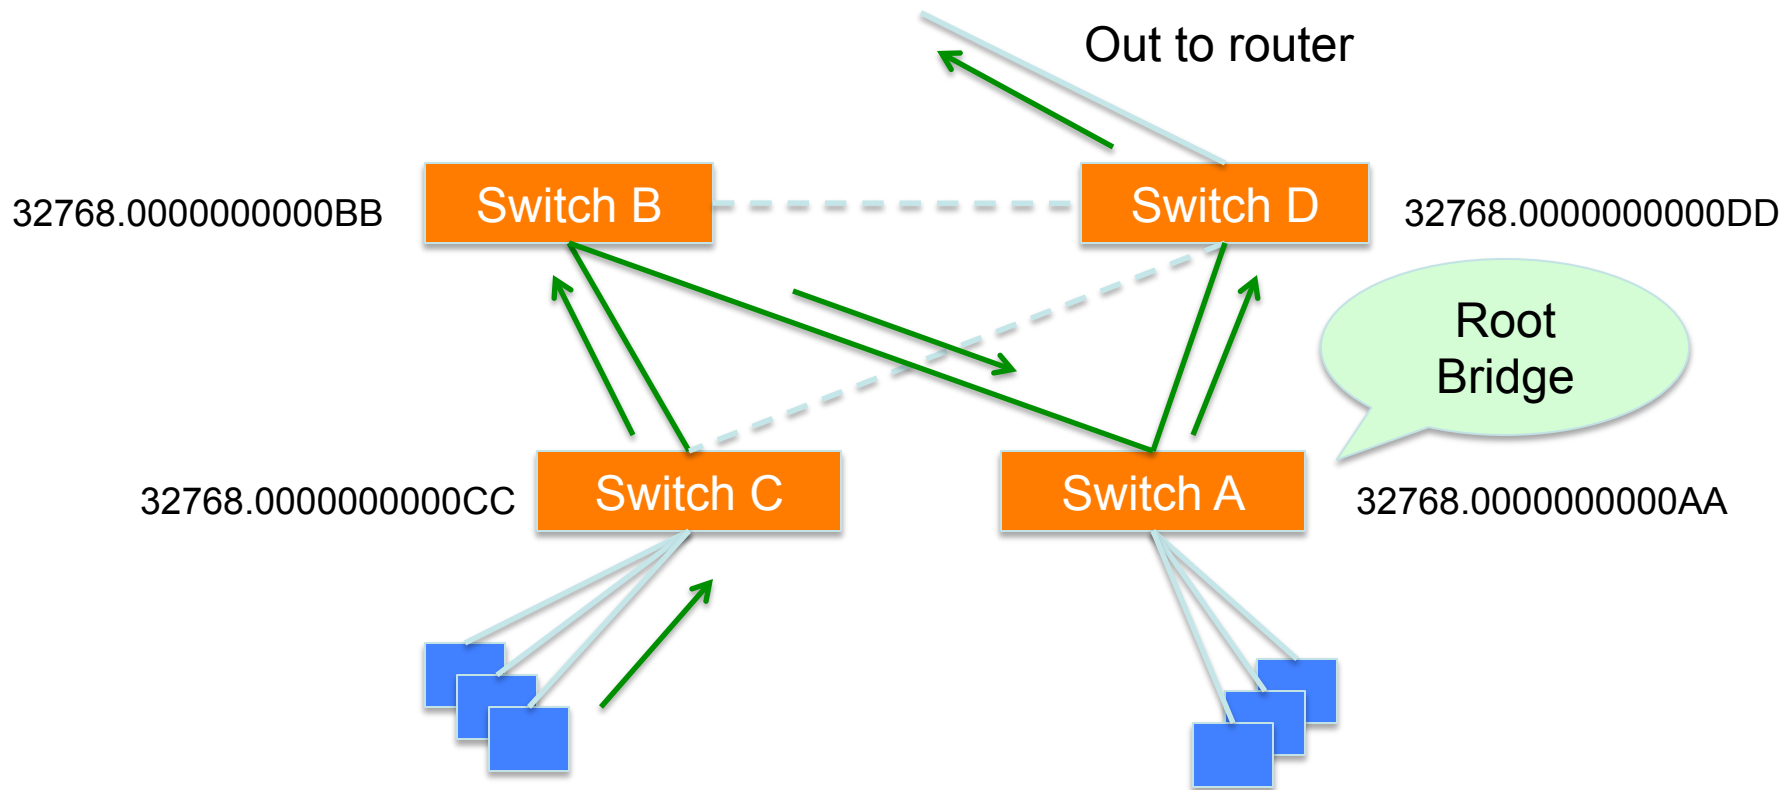 Out to router
Switch B
Switch D
32768.0000000000BB
32768.0000000000DD
Root
Bridge
Switch C
Switch A
32768.0000000000CC
32768.0000000000AA